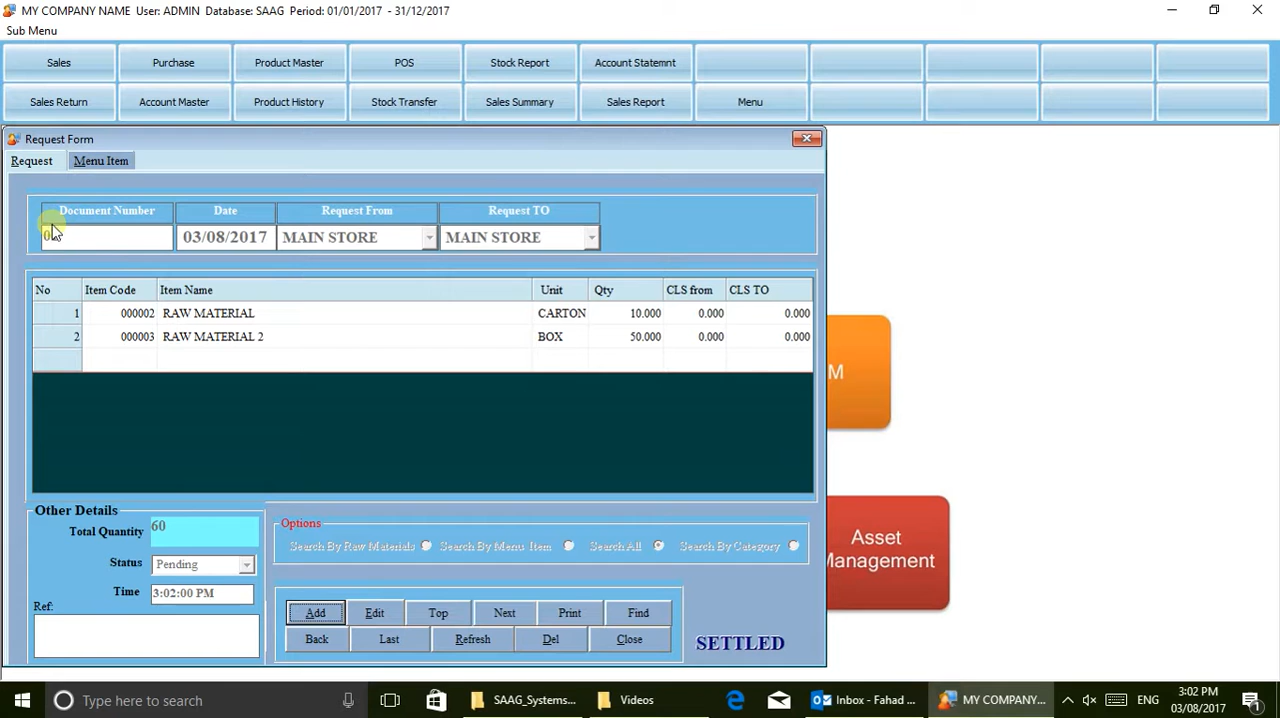 MY COMPANY NAME User: ADMIN Database: SAAG Period: 01/01/2017 - 31/12/2017
Sub Menu
Sales Purchase Product Master POS Stock Report Account Statemnt
Sales Return Account Master Product History Stock Transfer Sales Summary Sales Report Menu
Request Form
Request Menu Item
Document Number Date Request From Request TO
03/08/2017 MAIN STORE MAIN STORE
No Item Code Item Name Unit Qty CLS from CLS TO
1 000002 RAW MATERIAL CARTON 10.000 0.000 0.000
2 000003 RAW MATERIAL 2 BOX 50.000 0.000 0.000
M
Asset
Management
Other Details
Total Quantity 60
Status Pending
Time 3:02:00 PM
Ref:
Options
Search By Raw Materials Search By Menu Item Search All Search By Category
Add Edit Top Next Print Find
Back Last Refresh Del Close
SETTLED
Type here to search
SAAG_Systems... Videos Inbox - Fahad ... MY COMPANY... ENG 3:02 PM
03/08/2017
1